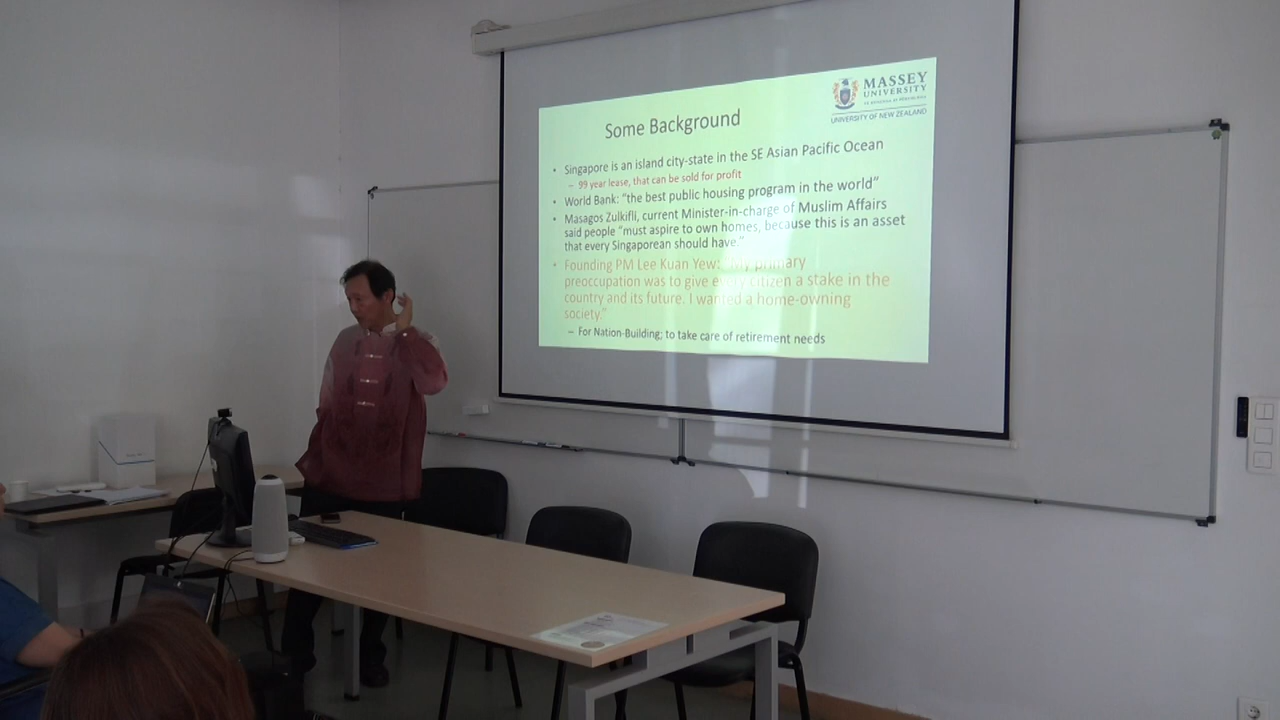 MASSEY
UNIVERSITY
UNIVERSITY OF NEW ZEALAND
Some Background
• Singapore is an island city-state in the SE Asian Pacific Ocean
– 99 year lease, that can be sold for profit
• World Bank: “the best public housing program in the world“
• Masagos Zulkifli, current Minister-in-charge of Muslim Affairs
said people “must aspire to own homes, because this is an asset
that every Singaporean should have.”
• Founding PM Lee Kuan Yew: “My primary
preoccupation was to give every citizen a stake in the
country and its future. I wanted a home-owning
society.”
– For Nation-Building; to take care of retirement needs